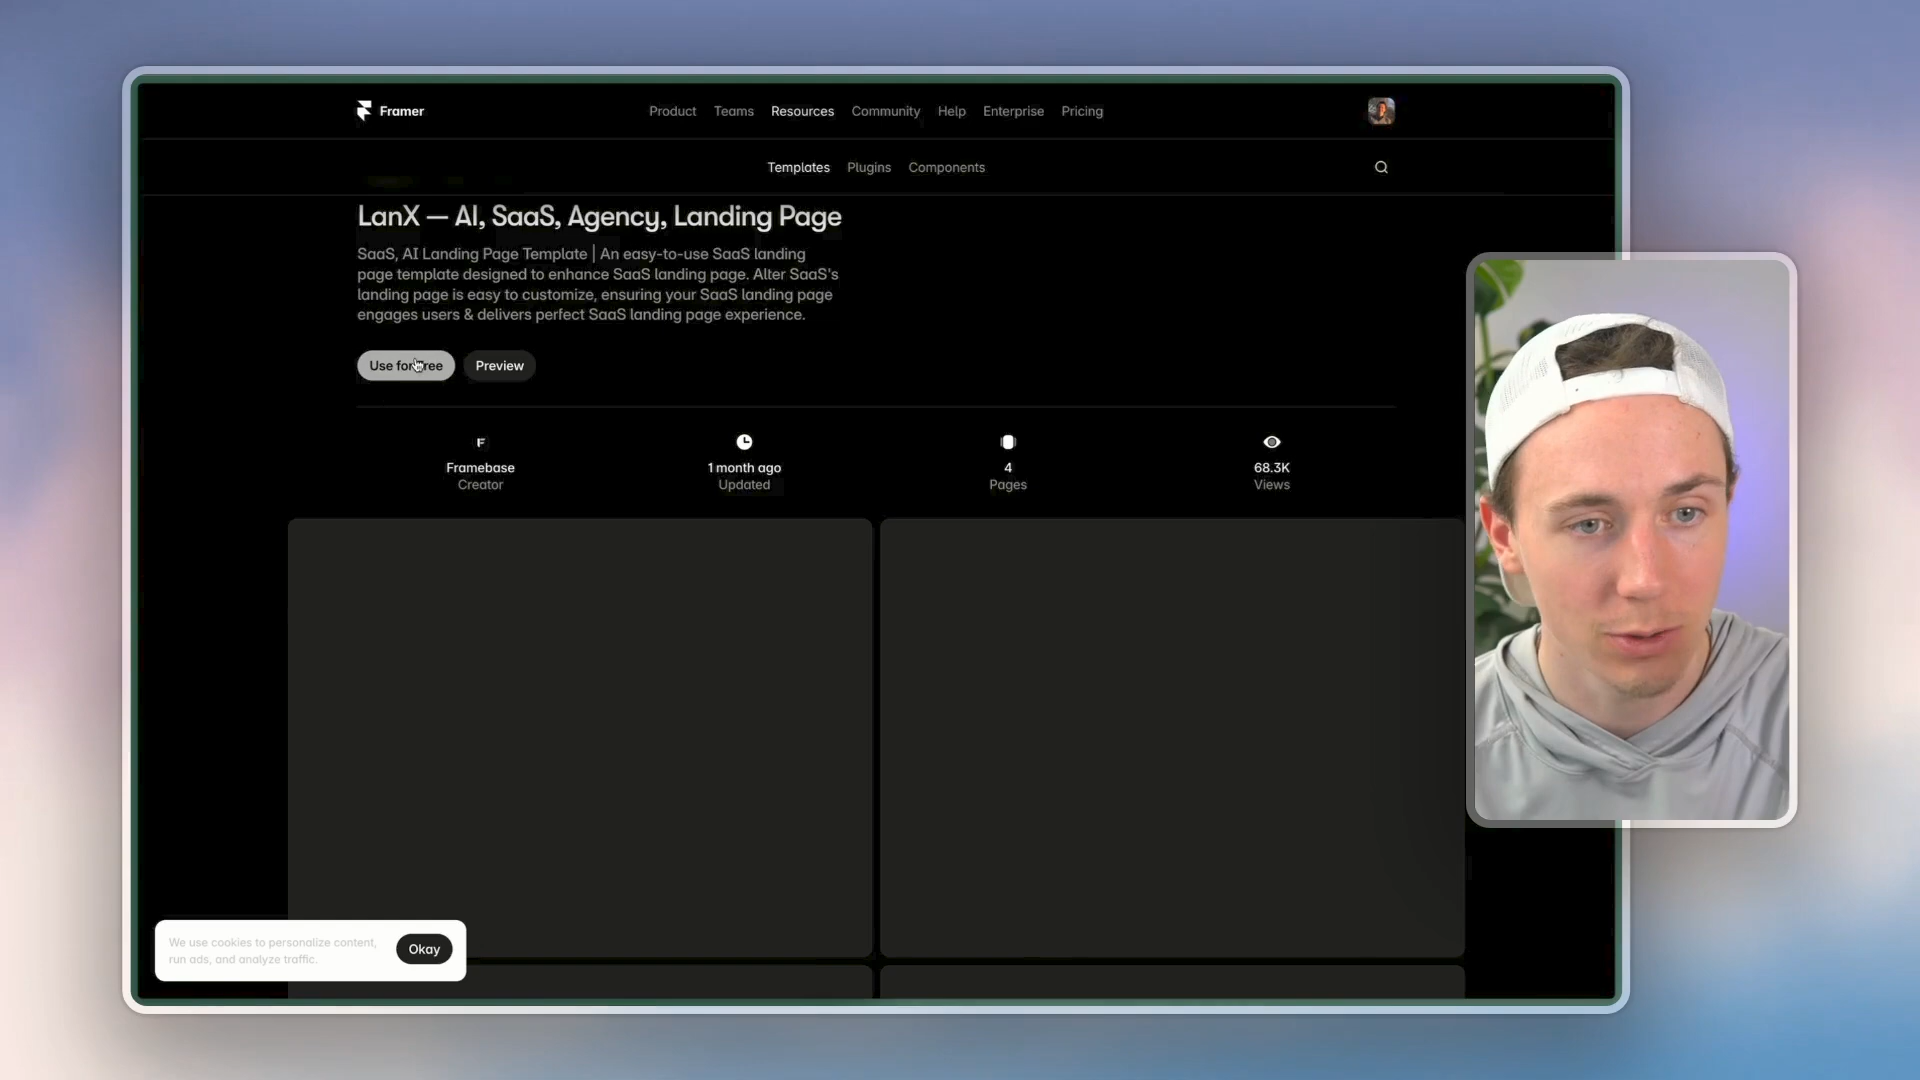 Framer
Product Teams Resources Community Help Enterprise Pricing
Templates Plugins Components
LanX — AI, SaaS, Agency, Landing Page
SaaS, AI Landing Page Template | An easy-to-use SaaS landing
page template designed to enhance SaaS landing page. Alter SaaS's
landing page is easy to customize, ensuring your SaaS landing page
engages users & delivers perfect SaaS landing page experience.
Use for free Preview
F
Framebase 1 month ago 4 68.3K
Creator Updated Pages Views
We use cookies to personalize content,
run ads, and analyze traffic.
Okay